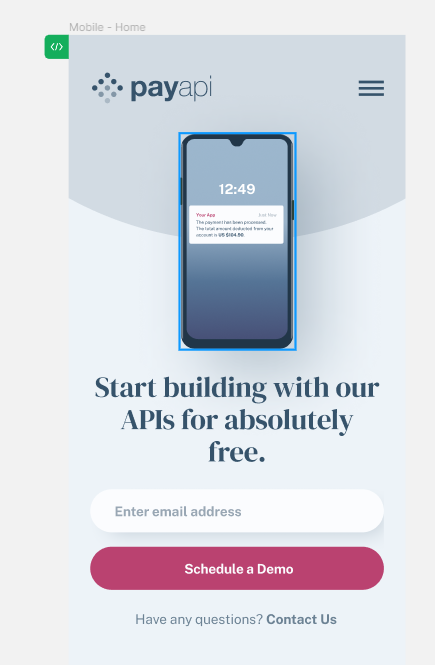 Mobile - Home
payapi
12:49
Your App Just Now
The payment has been processed.
The total amount deducted from your
account is US $104.90.
Start building with our
APIs for absolutely
free.
Enter email address
Schedule a Demo
Have any questions? Contact Us